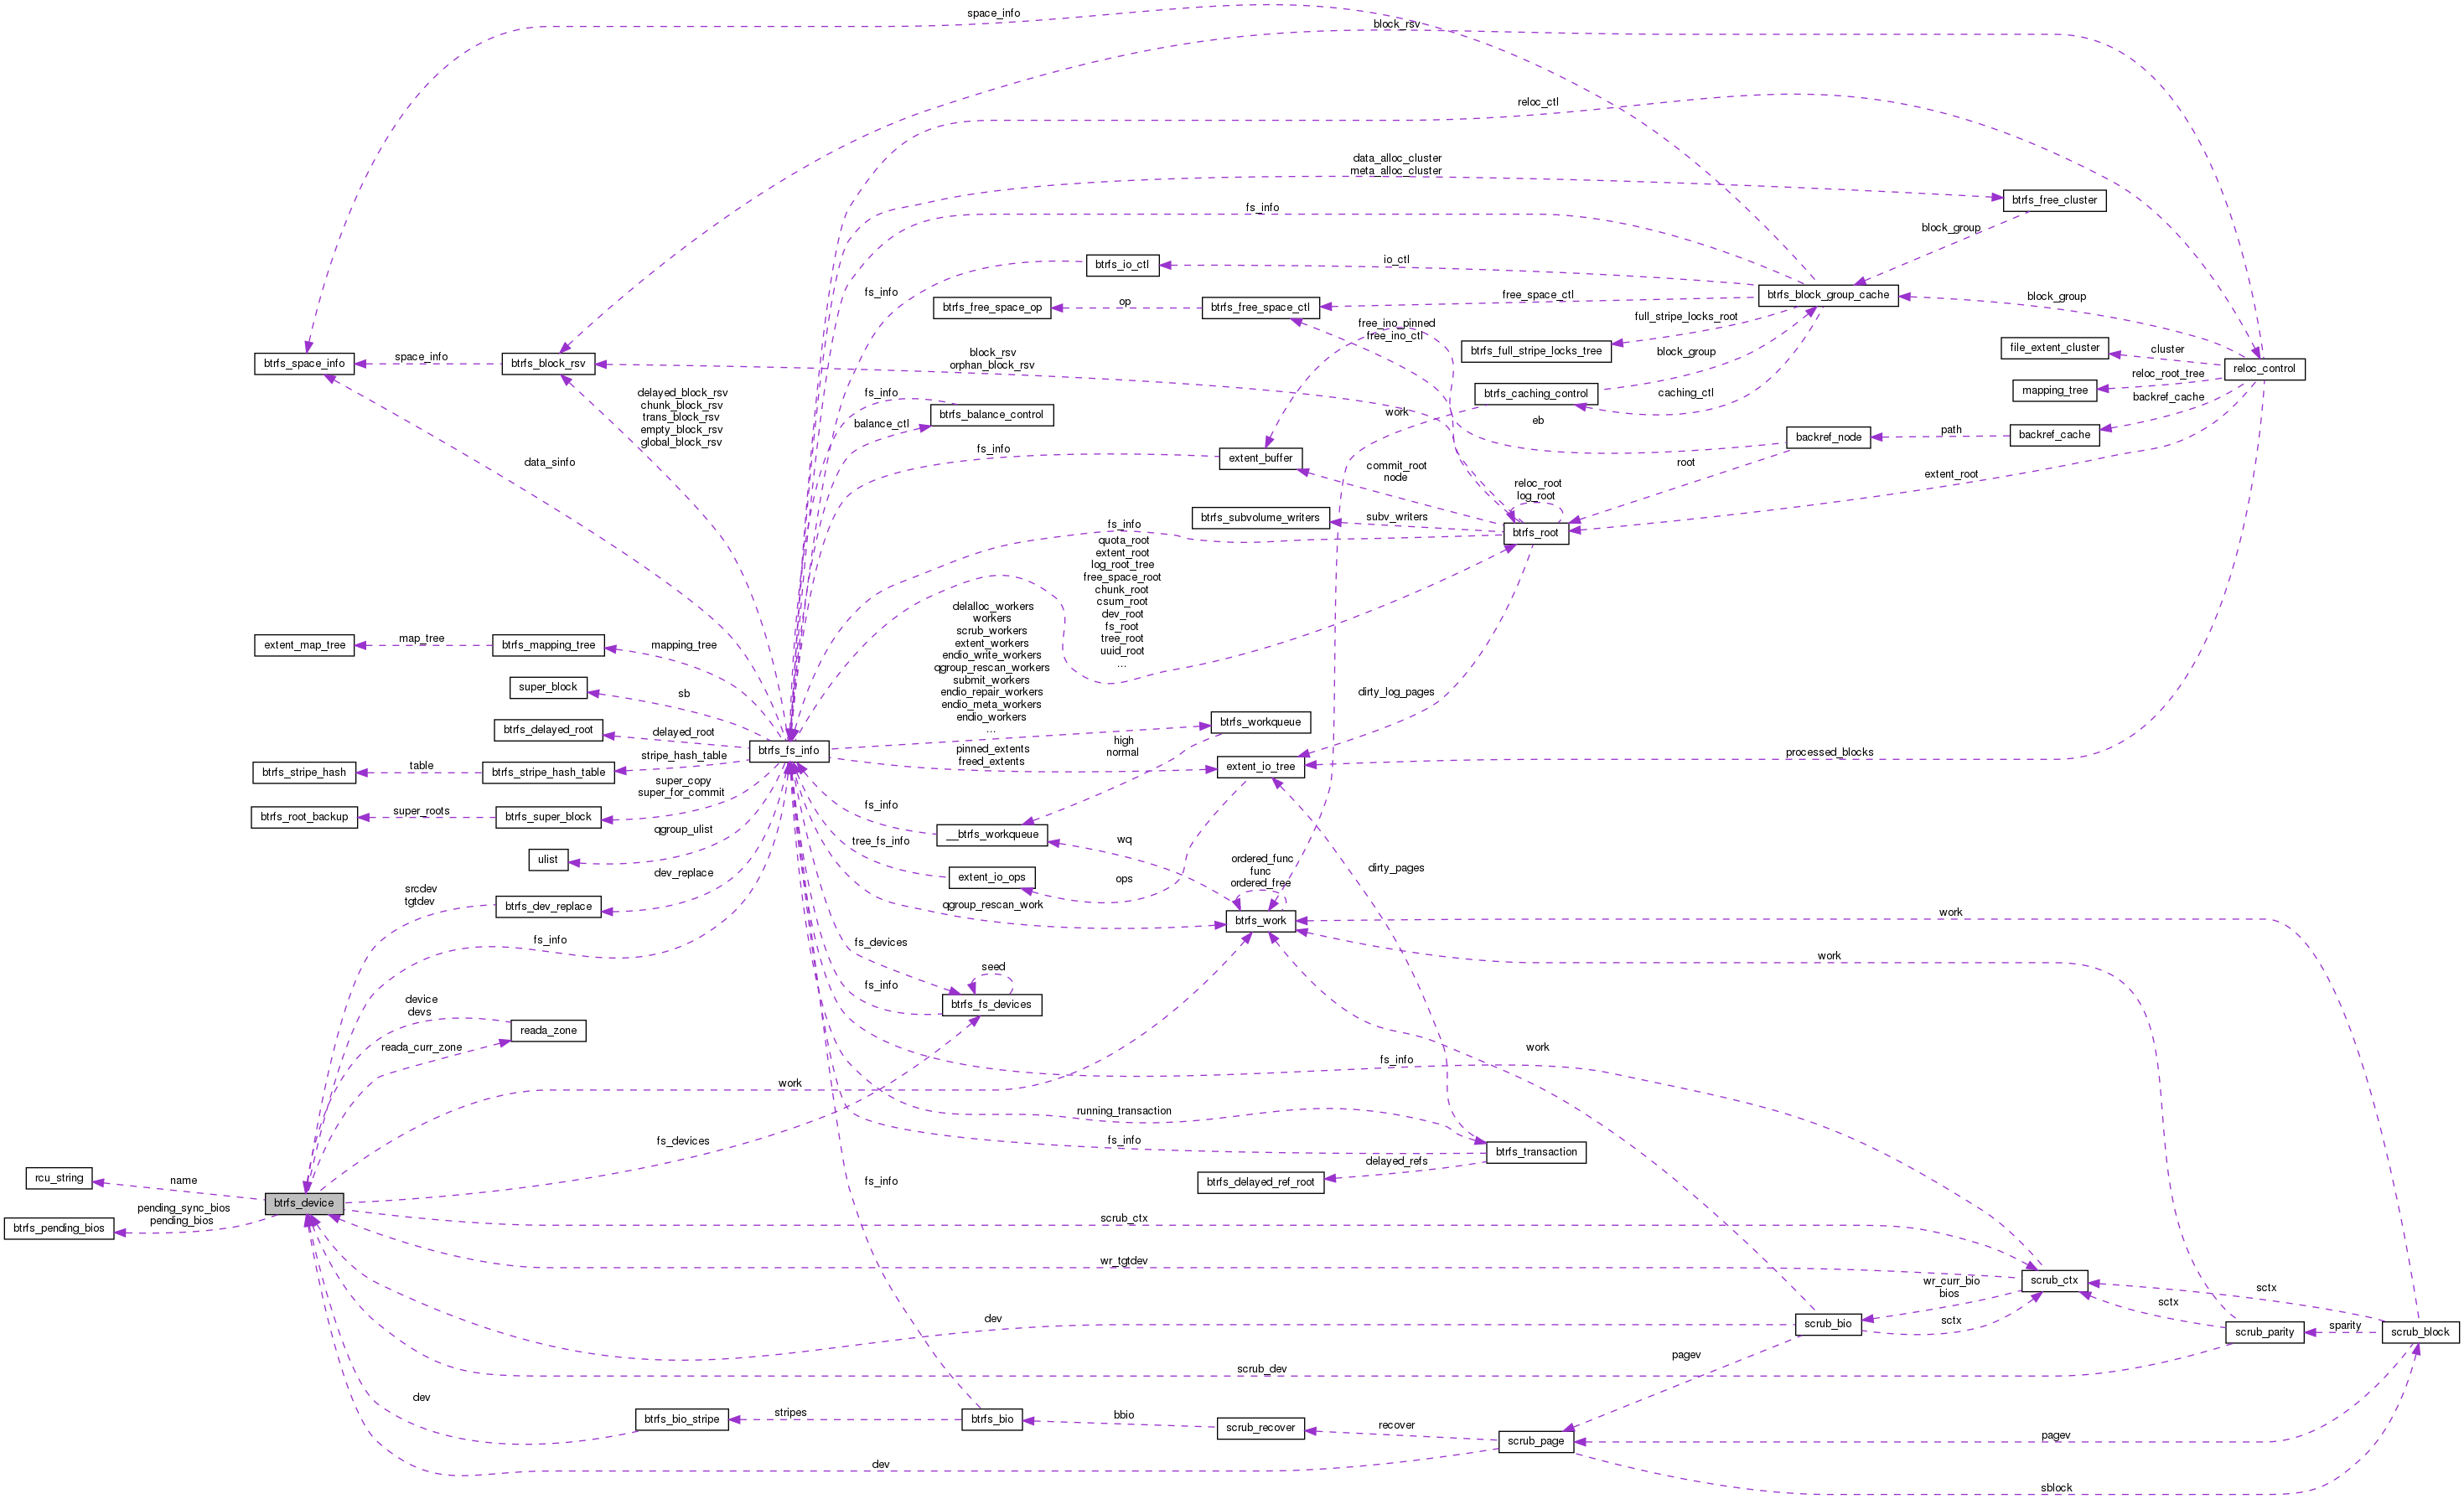 space_info
block_rsv
reloc_ctl
data_alloc_cluster
meta_alloc_cluster
btrfs_free_cluster
fs_info
block_group
btrfs_io_ctl
io_ctl
fs_info
btrfs_block_group_cache
block_group
btrfs_free_space_op
op
btrfs_free_space_ctl
free_space_ctl
full_stripe_locks_root
free_ino_pinned
free_ino_ctl
btrfs_full_stripe_locks_tree
block_group
file_extent_cluster
cluster
btrfs_space_info
space_info
btrfs_block_rsv
block_rsv
orphan_block_rsv
reloc_control
reloc_root_tree
mapping_tree
delayed_block_rsv
chunk_block_rsv
trans_block_rsv
empty_block_rsv
global_block_rsv
fs_info
btrfs_balance_control
balance_ctl
btrfs_caching_control
caching_ctl
backref_cache
work
eb
backref_node
path
backref_cache
data_sinfo
fs_info
extent_buffer
commit_root
node
root
extent_root
reloc_root
log_root
btrfs_subvolume_writers
subv_writers
btrfs_root
fs_info
quota_root
extent_root
log_root_tree
free_space_root
chunk_root
csum_root
dev_root
fs_root
tree_root
uuid_root
...
delalloc_workers
workers
scrub_workers
extent_workers
endio_write_workers
qgroup_rescan_workers
submit_workers
endio_repair_workers
endio_meta_workers
endio_workers
...
extent_map_tree
map_tree
btrfs_mapping_tree
mapping_tree
super_block
sb
dirty_log_pages
btrfs_delayed_root
delayed_root
btrfs_workqueue
btrfs_fs_info
high
normal
pinned_extents
freed_extents
extent_io_tree
processed_blocks
btrfs_stripe_hash
table
btrfs_stripe_hash_table
stripe_hash_table
super_copy
super_for_commit
btrfs_root_backup
super_roots
btrfs_super_block
fs_info
__btrfs_workqueue
wq
qgroup_ulist
ulist
tree_fs_info
extent_io_ops
ops
ordered_func
func
ordered_free
dirty_pages
dev_replace
srcdev
tgtdev
btrfs_dev_replace
qgroup_rescan_work
btrfs_work
work
fs_info
fs_devices
seed
work
fs_info
btrfs_fs_devices
device
devs
reada_zone
reada_curr_zone
work
fs_info
work
running_transaction
fs_devices
fs_info
btrfs_transaction
delayed_refs
btrfs_delayed_ref_root
rcu_string
name
btrfs_device
fs_info
pending_sync_bios
pending_bios
btrfs_pending_bios
scrub_ctx
wr_tgtdev
scrub_ctx
wr_curr_bio
bios
sctx
sctx
dev
scrub_bio
sctx
scrub_parity
sparity
scrub_block
pagev
scrub_dev
dev
btrfs_bio_stripe
stripes
btrfs_bio
bbio
scrub_recover
recover
scrub_page
pagev
dev
sblock